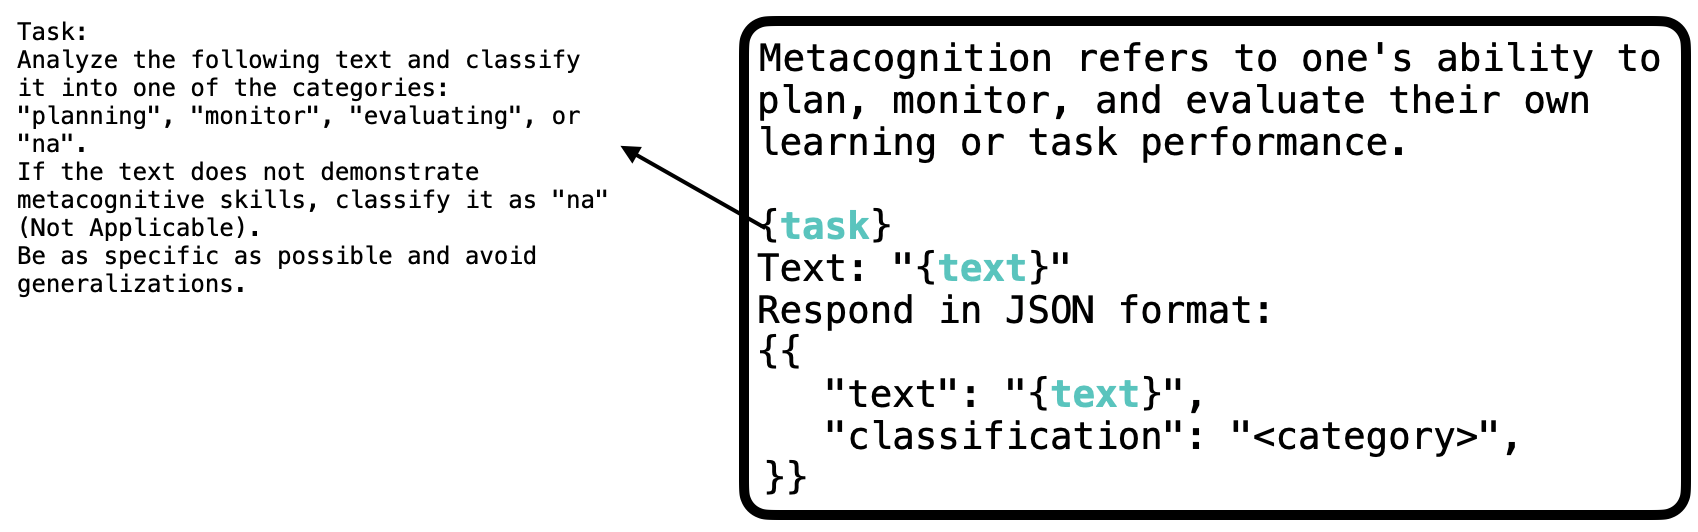 Task:
Analyze the following text and classify
it into one of the categories:
"planning", "monitor", "evaluating", or
"na".
If the text does not demonstrate
metacognitive skills, classify it as "na"
(Not Applicable).
Be as specific as possible and avoid
generalizations.
Metacognition refers to one's ability to
plan, monitor, and evaluate their own
learning or task performance.
{task}
Text: "{text}"
Respond in JSON format:
{{
"text": "{text}",
"classification": "<category>",
}}